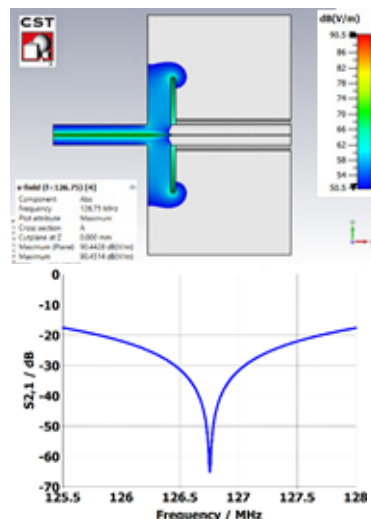 CST
dB(V/m)
90.5
86
82
78
74
70
66
62
58
54
50.5
e-field (f=126.75) [4]
Component Abs
Frequency 126.75 MHz
Plot attribute Maximum
Cross section A
Cutplane at Z 0.000 mm
Maximum (Plane) 90.4428 dB(V/m)
Maximum 90.4314 dB(V/m)
0
-10
-20
-30
-40
-50
-60
-70
S2,1 / dB
125.5 126 126.5 127 127.5 128
Frequency / MHz